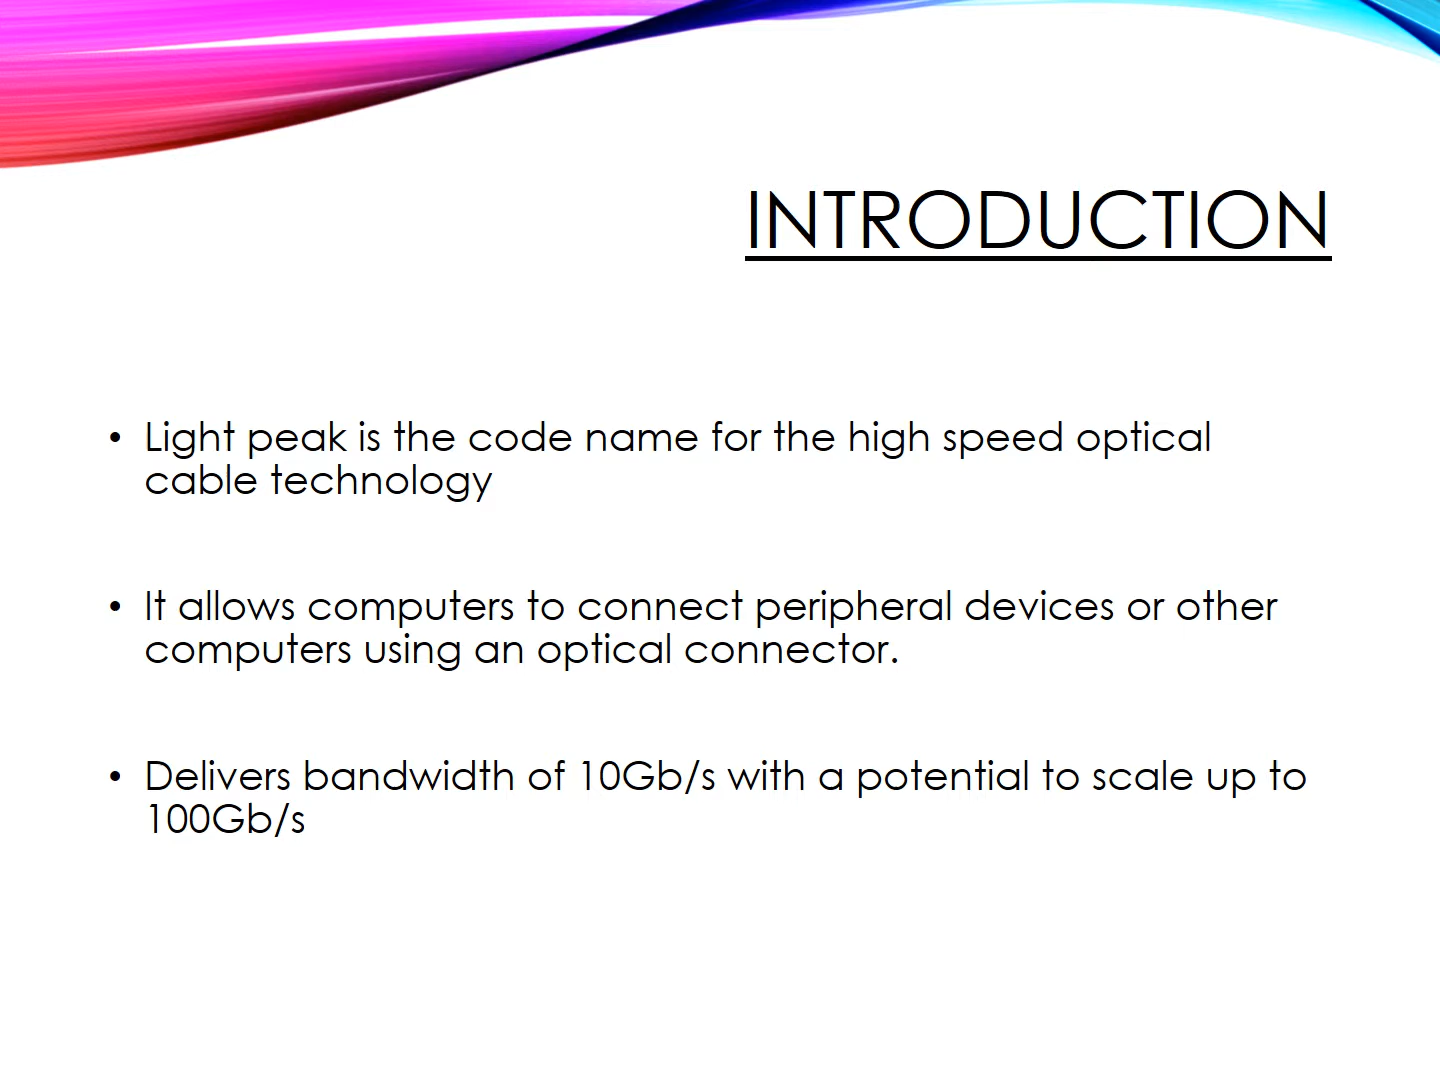 INTRODUCTION
• Light peak is the code name for the high speed optical
cable technology
• It allows computers to connect peripheral devices or other
computers using an optical connector.
• Delivers bandwidth of 10Gb/s with a potential to scale up to
100Gb/s